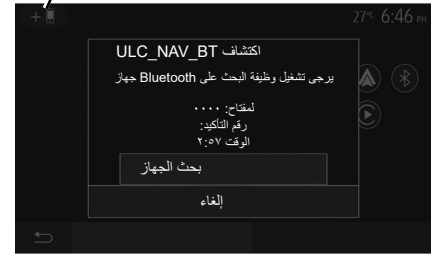 27°C 6:46 PM
اكتشاف ULC_NAV_BT
يرجى تشغيل وظيفة البحث على Bluetooth جهاز
لمفتاح: ٠٠٠٠
رقم التأكيد:
الوقت ٢:٥٧
بحث الجهاز
إلغاء